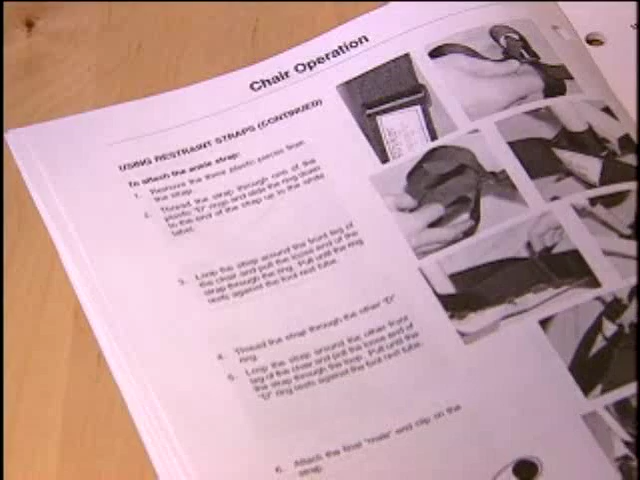 Chair Operation
USING RESTRAINT STRAPS (CONTINUED)
To attach the ankle strap:
1. Remove the three plastic pieces from
the strap.
2. Thread the strap through one of the
plastic "D" rings and slide the ring down
to the end of the strap up to the white
label.
3. Loop the strap around the front leg of
the chair and pull the loose end of the
strap through the ring. Pull until the ring
rests against the foot rest tube.
4. Thread the strap through the other "D"
ring.
5. Loop the strap around the other front
leg of the chair and pull the loose end of
the strap through the loop. Pull until the
"D" ring rests against the foot rest tube.
6. Attach the final "male" end clip on the
strap.